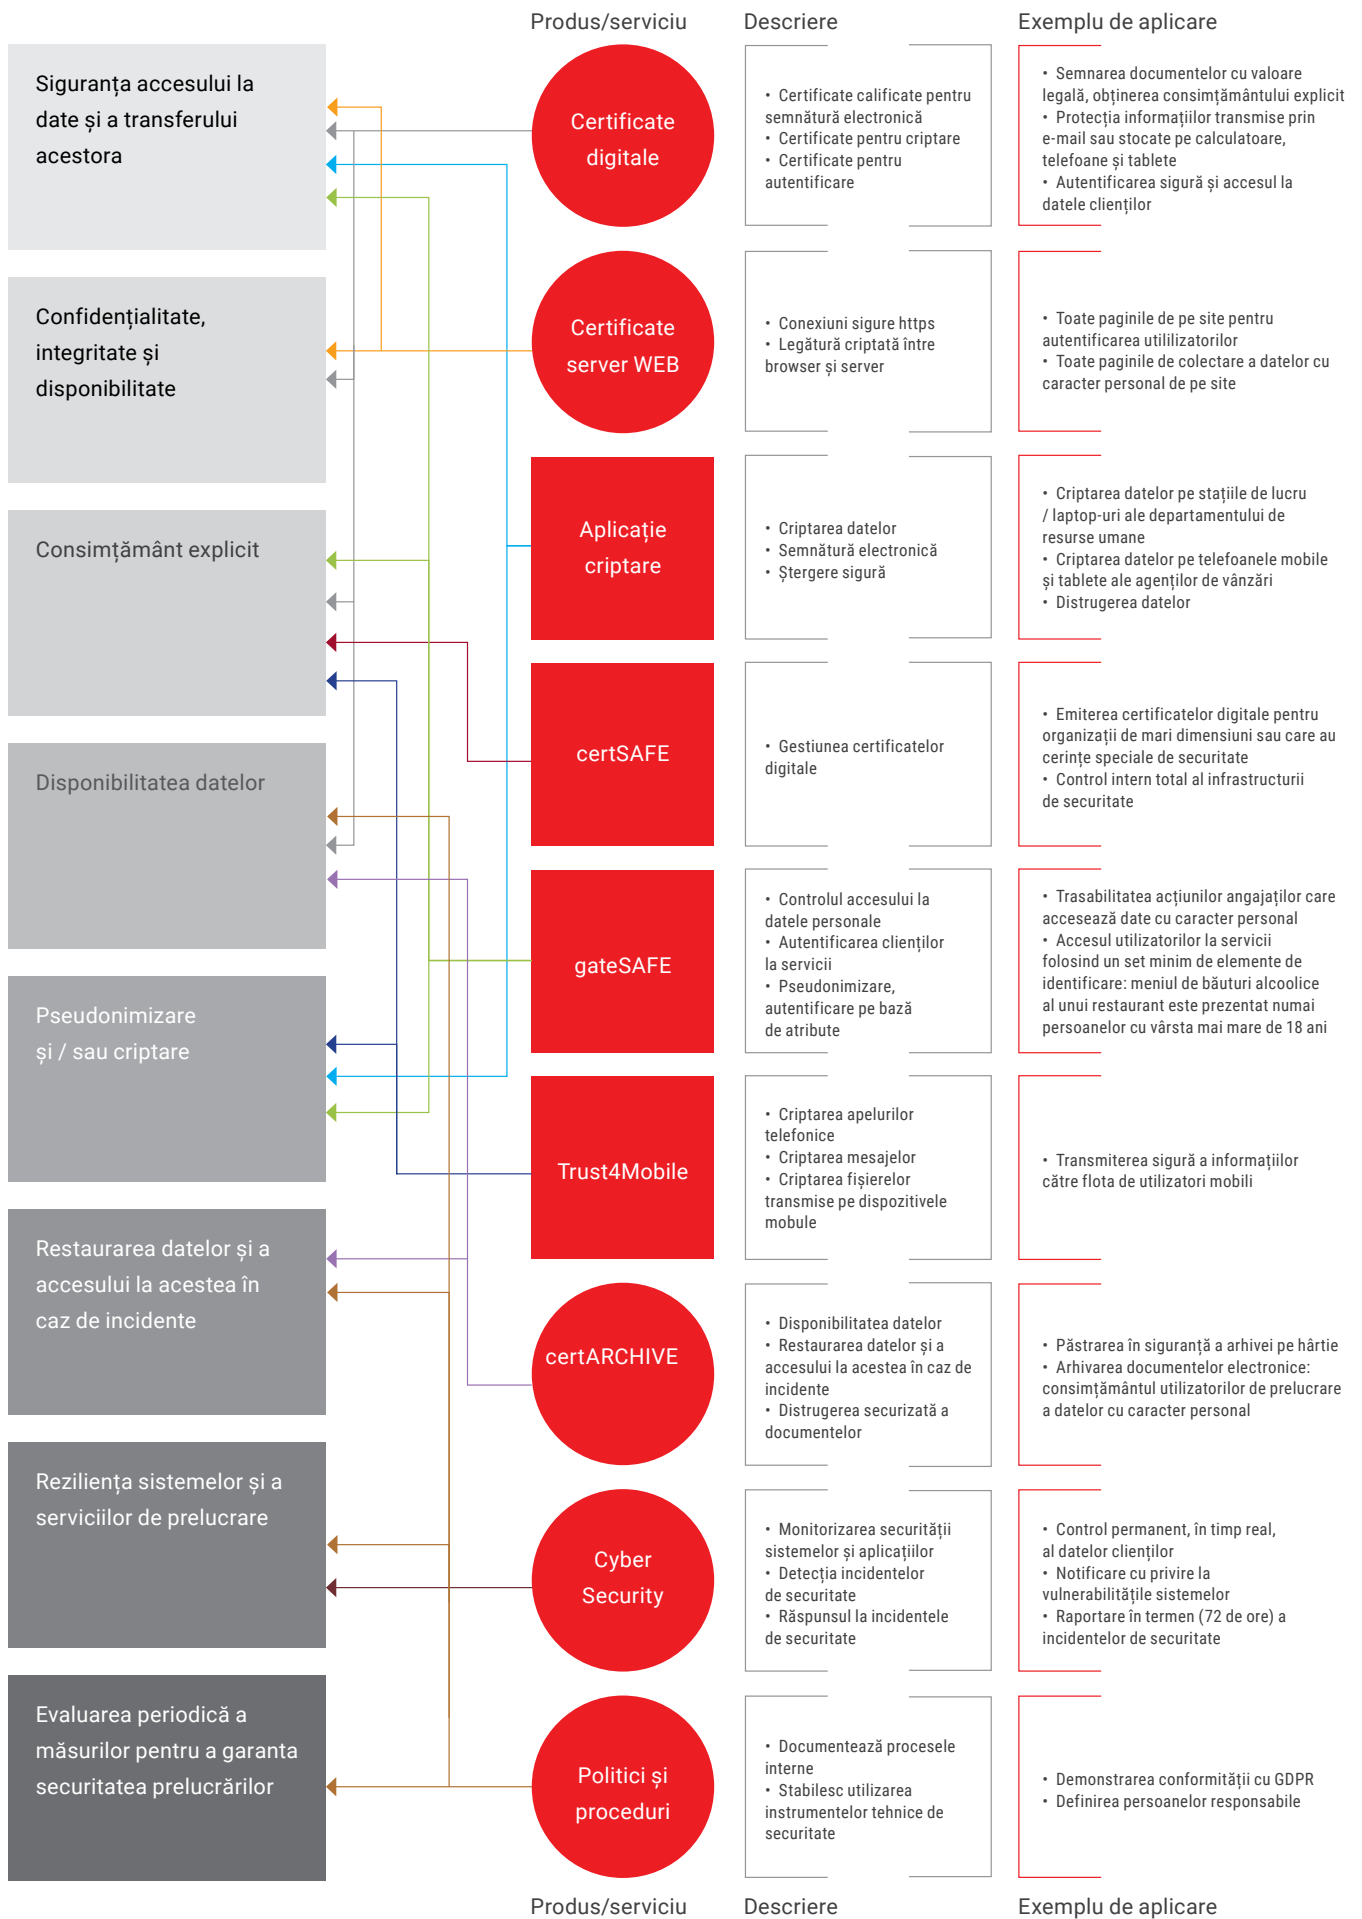 Produs/serviciu
Descriere
Exemplu de aplicare
Siguranța accesului la
date și a transferului
acestora
Confidențialitate,
integritate și
disponibilitate
Consimțământ explicit
Disponibilitatea datelor
Pseudonimizare
și / sau criptare
Restaurarea datelor și a
accesului la acestea în
caz de incidente
Reziliența sistemelor și a
serviciilor de prelucrare
Evaluarea periodică a
măsurilor pentru a garanta
securitatea prelucrărilor
Certificate
digitale
• Certificate calificate pentru
semnătură electronică
• Certificate pentru criptare
• Certificate pentru
autentificare
• Semnarea documentelor cu valoare
legală, obținerea consimțământului explicit
• Protecția informațiilor transmise prin
e-mail sau stocate pe calculatoare,
telefoane și tablete
• Autentificarea sigură și accesul la
datele clienților
Certificate
server WEB
• Conexiuni sigure https
• Legătură criptată între
browser și server
• Toate paginile de pe site pentru
autentificarea utililizatorilor
• Toate paginile de colectare a datelor cu
caracter personal de pe site
Aplicație
criptare
• Criptarea datelor
• Semnătură electronică
• Ștergere sigură
• Criptarea datelor pe stațiile de lucru
/ laptop-uri ale departamentului de
resurse umane
• Criptarea datelor pe telefoanele mobile
și tablete ale agenților de vânzări
• Distrugerea datelor
certSAFE
• Gestiunea certificatelor
digitale
• Emiterea certificatelor digitale pentru
organizații de mari dimensiuni sau care au
cerințe speciale de securitate
• Control intern total al infrastructurii
de securitate
gateSAFE
• Controlul accesului la
datele personale
• Autentificarea clienților
la servicii
• Pseudonimizare,
autentificare pe bază
de atribute
• Trasabilitatea acțiunilor angajaților care
accesează date cu caracter personal
• Accesul utilizatorilor la servicii
folosind un set minim de elemente de
identificare: meniul de băuturi alcoolice
al unui restaurant este prezentat numai
persoanelor cu vârsta mai mare de 18 ani
Trust4Mobile
• Criptarea apelurilor
telefonice
• Criptarea mesajelor
• Criptarea fișierelor
transmise pe dispozitivele
mobule
• Transmiterea sigură a informațiilor
către flota de utilizatori mobili
certARCHIVE
• Disponibilitatea datelor
• Restaurarea datelor și a
accesului la acestea în caz de
incidente
• Distrugerea securizată a
documentelor
• Păstrarea în siguranță a arhivei pe hârtie
• Arhivarea documentelor electronice:
consimțământul utilizatorilor de prelucrare
a datelor cu caracter personal
Cyber
Security
• Monitorizarea securității
sistemelor și aplicațiilor
• Detecția incidentelor
de securitate
• Răspunsul la incidentele
de securitate
• Control permanent, în timp real,
al datelor clienților
• Notificare cu privire la
vulnerabilitățile sistemelor
• Raportare în termen (72 de ore) a
incidentelor de securitate
Politici și
proceduri
• Documentează procesele
interne
• Stabilesc utilizarea
instrumentelor tehnice de
securitate
• Demonstrarea conformității cu GDPR
• Definirea persoanelor responsabile
Produs/serviciu
Descriere
Exemplu de aplicare